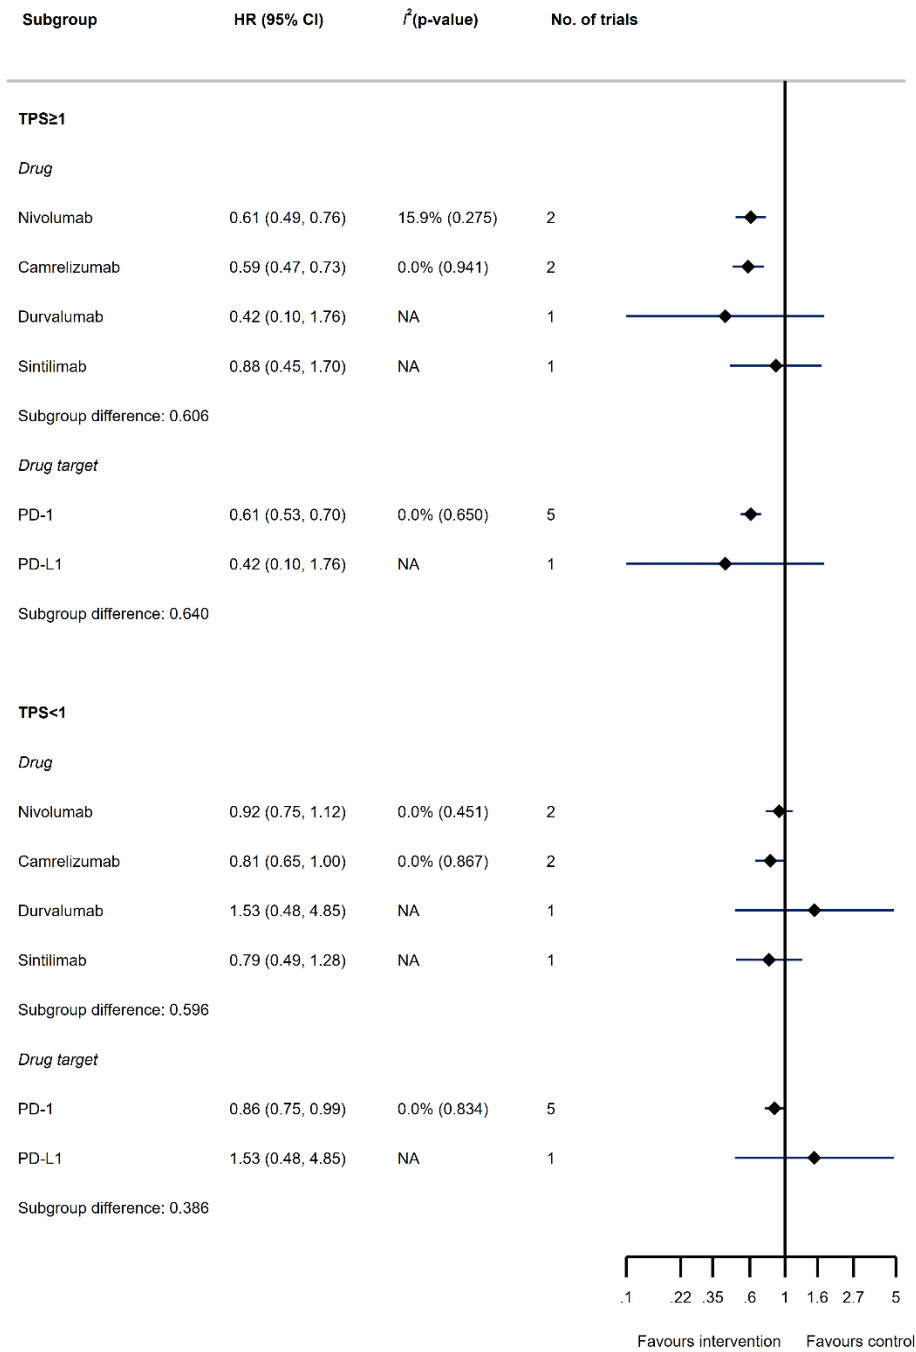 Subgroup HR (95% CI) I²(p-value) No. of trials
TPS≥1
Drug
Nivolumab 0.61 (0.49, 0.76) 15.9% (0.275) 2
Camrelizumab 0.59 (0.47, 0.73) 0.0% (0.941) 2
Durvalumab 0.42 (0.10, 1.76) NA 1
Sintilimab 0.88 (0.45, 1.70) NA 1
Subgroup difference: 0.606
Drug target
PD-1 0.61 (0.53, 0.70) 0.0% (0.650) 5
PD-L1 0.42 (0.10, 1.76) NA 1
Subgroup difference: 0.640
TPS<1
Drug
Nivolumab 0.92 (0.75, 1.12) 0.0% (0.451) 2
Camrelizumab 0.81 (0.65, 1.00) 0.0% (0.867) 2
Durvalumab 1.53 (0.48, 4.85) NA 1
Sintilimab 0.79 (0.49, 1.28) NA 1
Subgroup difference: 0.596
Drug target
PD-1 0.86 (0.75, 0.99) 0.0% (0.834) 5
PD-L1 1.53 (0.48, 4.85) NA 1
Subgroup difference: 0.386
.1 .22 .35 .6 1 1.6 2.7 5
Favours intervention Favours control